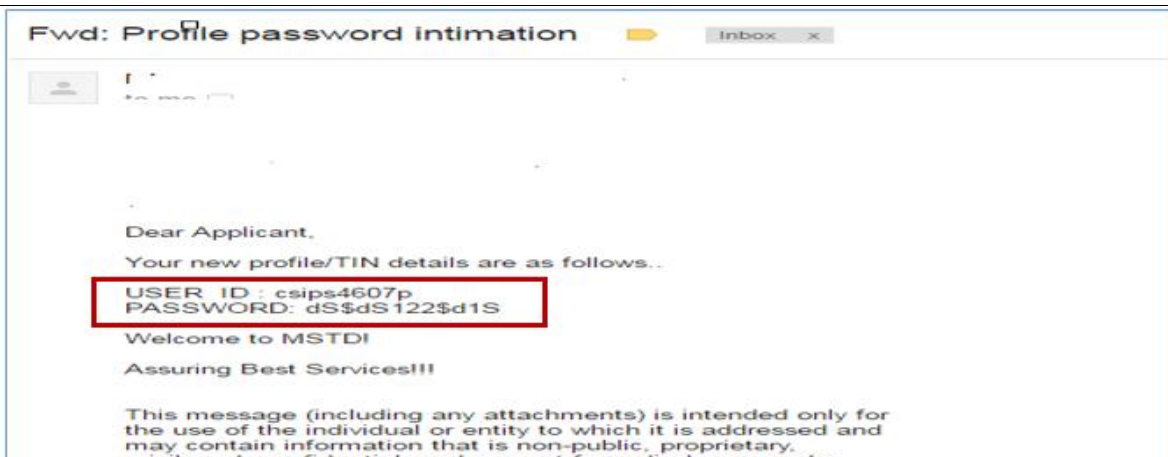 Fwd: Profile password intimation
Inbox x
to me
Dear Applicant,
Your new profile/TIN details are as follows..
USER ID : csips4607p
PASSWORD: dS$dS122$d1S
Welcome to MSTD!
Assuring Best Services!!!
This message (including any attachments) is intended only for
the use of the individual or entity to which it is addressed and
may contain information that is non-public, proprietary,